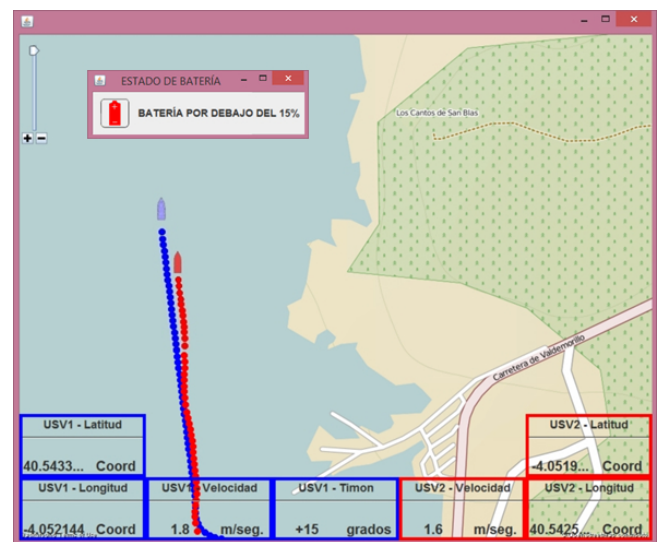 ESTADO DE BATERÍA
BATERÍA POR DEBAJO DEL 15%
Los Cantos de San Blas
Carretera de Valdemorillo
USV1 - Latitud
40.5433... Coord
USV2 - Latitud
-4.0519... Coord
USV1 - Longitud
-4.052144 Coord
USV1 - Velocidad
1.8 m/seg.
USV1 - Timon
+15 grados
USV2 - Velocidad
1.6 m/seg.
USV2 - Longitud
40.5425... Coord